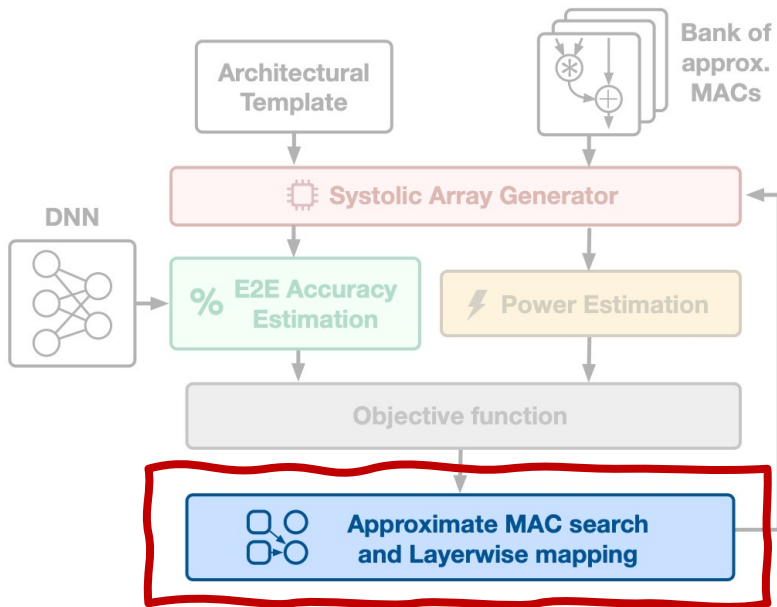 Architectural
Template
Bank of
approx.
MACs
Systolic Array Generator
DNN
% E2E Accuracy
Estimation
Power Estimation
Objective function
Approximate MAC search
and Layerwise mapping